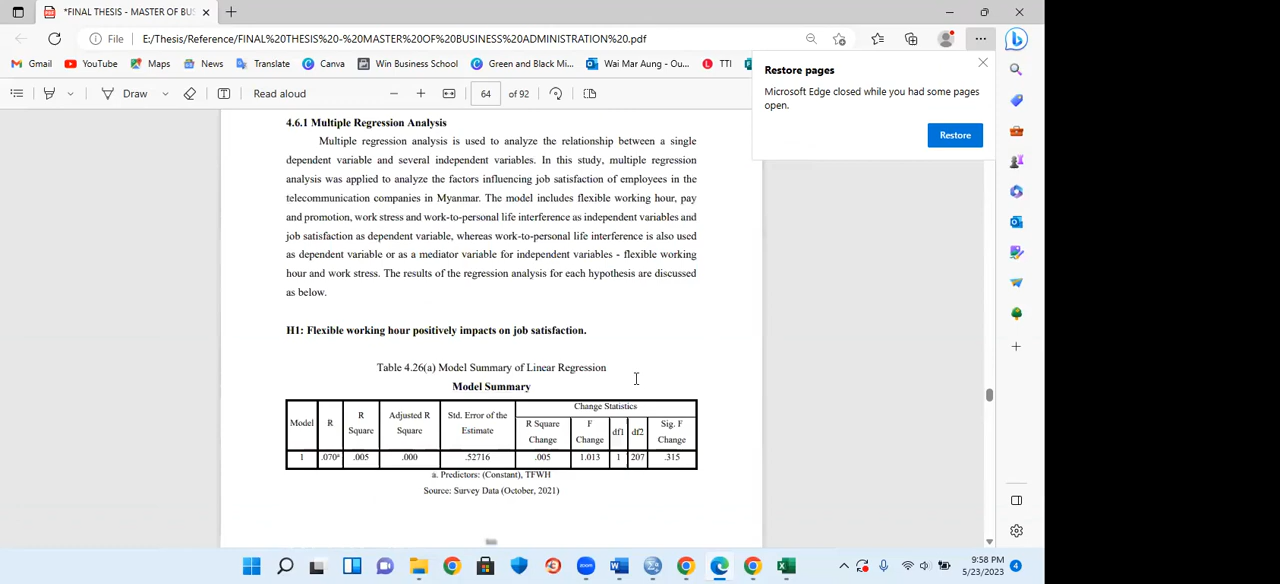 *FINAL THESIS - MASTER OF BUS
File
E:/Thesis/Reference/FINAL%20THESIS%20-%20MASTER%20OF%20BUSINESS%20ADMINISTRATION%20.pdf
Gmail
YouTube
Maps
News
Translate
Canva
Win Business School
Green and Black Mi...
Wai Mar Aung - Ou...
TTI
Draw
Read aloud
64
of 92
Restore pages
Microsoft Edge closed while you had some pages
open.
Restore
4.6.1 Multiple Regression Analysis
Multiple regression analysis is used to analyze the relationship between a single
dependent variable and several independent variables. In this study, multiple regression
analysis was applied to analyze the factors influencing job satisfaction of employees in the
telecommunication companies in Myanmar. The model includes flexible working hour, pay
and promotion, work stress and work-to-personal life interference as independent variables and
job satisfaction as dependent variable, whereas work-to-personal life interference is also used
as dependent variable or as a mediator variable for independent variables - flexible working
hour and work stress. The results of the regression analysis for each hypothesis are discussed
as below.
H1: Flexible working hour positively impacts on job satisfaction.
Table 4.26(a) Model Summary of Linear Regression
Model Summary
Model R R Square Adjusted R Square Std. Error of the Estimate Change Statistics
R Square Change F Change df1 df2 Sig. F Change
1 .070ᵃ .005 .000 .52716 .005 1.013 1 207 .315
a. Predictors: (Constant), TFWH
Source: Survey Data (October, 2021)
9:58 PM
5/23/2023
4